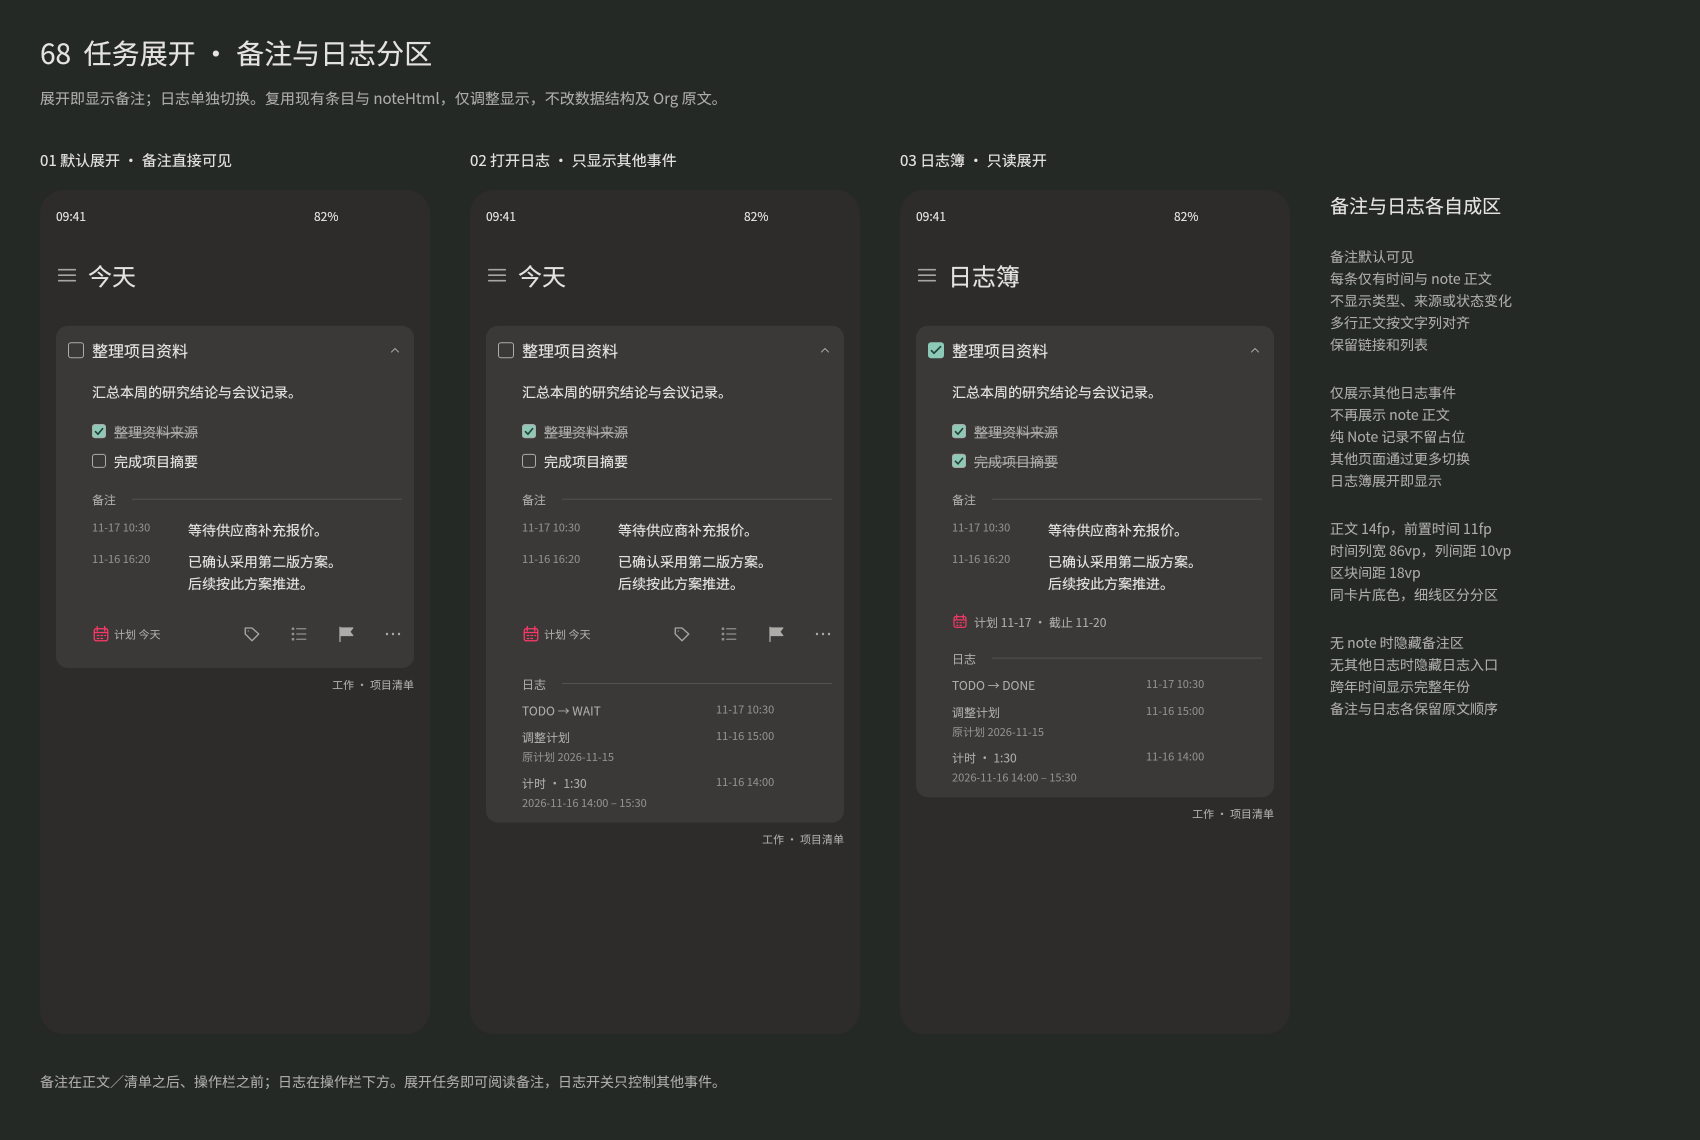 68 任务展开 · 备注与日志分区
展开即显示备注；日志单独切换。复用现有条目与 noteHtml，仅调整显示，不改数据结构及 Org 原文。
01 默认展开 · 备注直接可见
09:41 82%
今天
整理项目资料
汇总本周的研究结论与会议记录。
整理资料来源
完成项目摘要
备注
11-17 10:30 等待供应商补充报价。
11-16 16:20 已确认采用第二版方案。
后续按此方案推进。
计划 今天
工作 · 项目清单
02 打开日志 · 只显示其他事件
09:41 82%
今天
整理项目资料
汇总本周的研究结论与会议记录。
整理资料来源
完成项目摘要
备注
11-17 10:30 等待供应商补充报价。
11-16 16:20 已确认采用第二版方案。
后续按此方案推进。
计划 今天
日志
TODO → WAIT 11-17 10:30
调整计划 11-16 15:00
原计划 2026-11-15
计时 · 1:30 11-16 14:00
2026-11-16 14:00 – 15:30
工作 · 项目清单
03 日志簿 · 只读展开
09:41 82%
日志簿
整理项目资料
汇总本周的研究结论与会议记录。
整理资料来源
完成项目摘要
备注
11-17 10:30 等待供应商补充报价。
11-16 16:20 已确认采用第二版方案。
后续按此方案推进。
计划 11-17 · 截止 11-20
日志
TODO → DONE 11-17 10:30
调整计划 11-16 15:00
原计划 2026-11-15
计时 · 1:30 11-16 14:00
2026-11-16 14:00 – 15:30
工作 · 项目清单
备注与日志各自成区
备注默认可见
每条仅有时间与 note 正文
不显示类型、来源或状态变化
多行正文按文字列对齐
保留链接和列表
仅展示其他日志事件
不再展示 note 正文
纯 Note 记录不留占位
其他页面通过更多切换
日志簿展开即显示
正文 14fp，前置时间 11fp
时间列宽 86vp，列间距 10vp
区块间距 18vp
同卡片底色，细线区分分区
无 note 时隐藏备注区
无其他日志时隐藏日志入口
跨年时间显示完整年份
备注与日志各保留原文顺序
备注在正文／清单之后、操作栏之前；日志在操作栏下方。展开任务即可阅读备注，日志开关只控制其他事件。